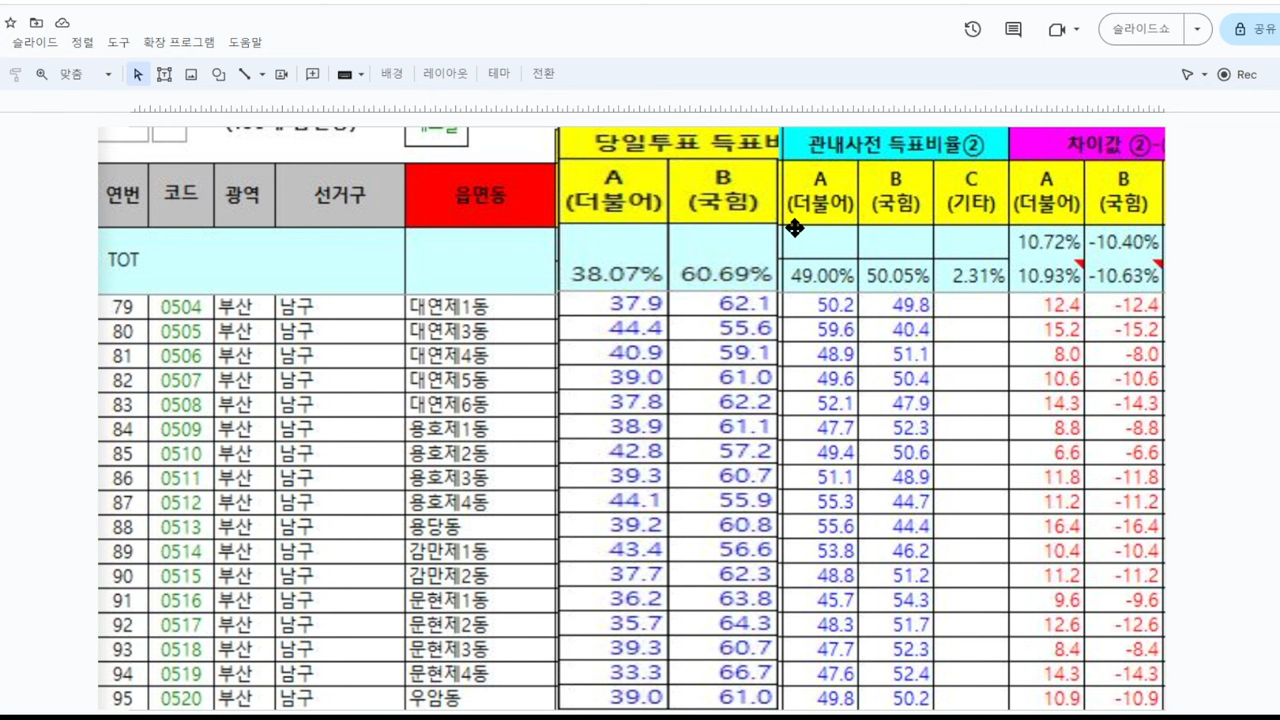 슬라이드 정렬 도구 확장 프로그램 도움말
슬라이드쇼 공유
맞춤 배경 레이아웃 테마 전환 Rec
당일투표 득표비 관내사전 득표비율② 차이값 ②-
연번 코드 광역 선거구 읍면동 A (더불어) B (국힘) A (더불어) B (국힘) C (기타) A (더불어) B (국힘)
10.72% -10.40%
TOT 38.07% 60.69% 49.00% 50.05% 2.31% 10.93% -10.63%
79 0504 부산 남구 대연제1동 37.9 62.1 50.2 49.8 12.4 -12.4
80 0505 부산 남구 대연제3동 44.4 55.6 59.6 40.4 15.2 -15.2
81 0506 부산 남구 대연제4동 40.9 59.1 48.9 51.1 8.0 -8.0
82 0507 부산 남구 대연제5동 39.0 61.0 49.6 50.4 10.6 -10.6
83 0508 부산 남구 대연제6동 37.8 62.2 52.1 47.9 14.3 -14.3
84 0509 부산 남구 용호제1동 38.9 61.1 47.7 52.3 8.8 -8.8
85 0510 부산 남구 용호제2동 42.8 57.2 49.4 50.6 6.6 -6.6
86 0511 부산 남구 용호제3동 39.3 60.7 51.1 48.9 11.8 -11.8
87 0512 부산 남구 용호제4동 44.1 55.9 55.3 44.7 11.2 -11.2
88 0513 부산 남구 용당동 39.2 60.8 55.6 44.4 16.4 -16.4
89 0514 부산 남구 감만제1동 43.4 56.6 53.8 46.2 10.4 -10.4
90 0515 부산 남구 감만제2동 37.7 62.3 48.8 51.2 11.2 -11.2
91 0516 부산 남구 문현제1동 36.2 63.8 45.7 54.3 9.6 -9.6
92 0517 부산 남구 문현제2동 35.7 64.3 48.3 51.7 12.6 -12.6
93 0518 부산 남구 문현제3동 39.3 60.7 47.7 52.3 8.4 -8.4
94 0519 부산 남구 문현제4동 33.3 66.7 47.6 52.4 14.3 -14.3
95 0520 부산 남구 우암동 39.0 61.0 49.8 50.2 10.9 -10.9